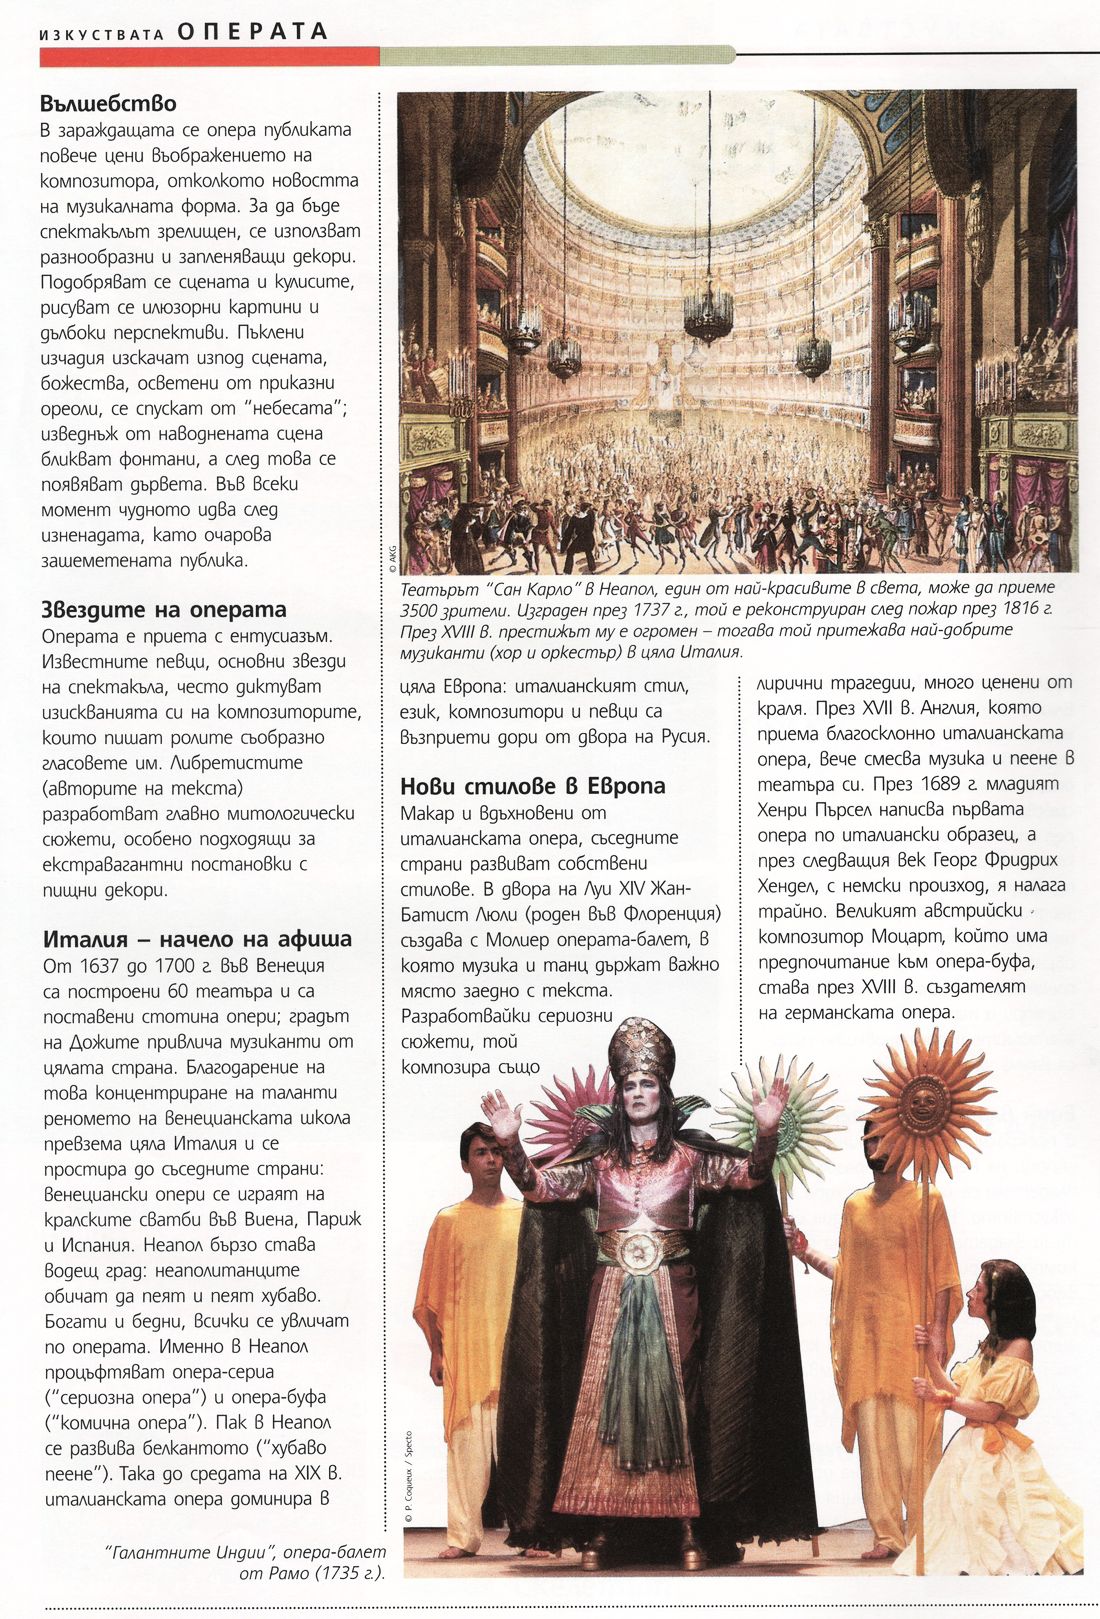 ИЗКУСТВАТА ОПЕРАТА
Вълшебство
В зараждащата се опера публиката
повече цени въображението на
композитора, отколкото новостта
на музикалната форма. За да бъде
спектакълът зрелищен, се използват
разнообразни и запленяващи декори.
Подобряват се сцената и кулисите,
рисуват се илюзорни картини и
дълбоки перспективи. Пъклени
изчадия изскачат изпод сцената,
божества, осветени от приказни
ореоли, се спускат от “небесата”;
изведнъж от наводнената сцена
бликват фонтани, а след това се
появяват дървета. Във всеки
момент чудното идва след
изненадата, като очарова
зашеметената публика.
Звездите на операта
Операта е приета с ентусиазъм.
Известните певци, основни звезди
на спектакъла, често диктуват
изискванията си на композиторите,
които пишат ролите съобразно
гласовете им. Либретистите
(авторите на текста)
разработват главно митологически
сюжети, особено подходящи за
екстравагантни постановки с
пищни декори.
Италия – начело на афиша
От 1637 до 1700 г. във Венеция
са построени 60 театъра и са
поставени стотина опери; градът
на Дожите привлича музиканти от
цялата страна. Благодарение на
това концентриране на таланти
реномето на венецианската школа
превзема цяла Италия и се
простира до съседните страни:
венециански опери се играят на
кралските сватби във Виена, Париж
и Испания. Неапол бързо става
водещ град: неаполитанците
обичат да пеят и пеят хубаво.
Богати и бедни, всички се увличат
по операта. Именно в Неапол
процъфтяват опера-сериа
(“сериозна опера”) и опера-буфа
(“комична опера”). Пак в Неапол
се развива белкантото (“хубаво
пеене”). Така до средата на XIX в.
италианската опера доминира в
“Галантните Индии”, опера-балет
от Рамо (1735 г.).
© AKG
Театърът “Сан Карло” в Неапол, един от най-красивите в света, може да приеме
3500 зрители. Изграден през 1737 г., той е реконструиран след пожар през 1816 г.
През XVIII в. престижът му е огромен – тогава той притежава най-добрите
музиканти (хор и оркестър) в цяла Италия.
цяла Европа: италианският стил,
език, композитори и певци са
възприети дори от двора на Русия.
Нови стилове в Европа
Макар и вдъхновени от
италианската опера, съседните
страни развиват собствени
стилове. В двора на Луи XIV Жан-
Батист Люли (роден във Флоренция)
създава с Молиер операта-балет, в
която музика и танц държат важно
място заедно с текста.
Разработвайки сериозни
сюжети, той
композира също
лирични трагедии, много ценени от
краля. През XVII в. Англия, която
приема благосклонно италианската
опера, вече смесва музика и пеене в
театъра си. През 1689 г. младият
Хенри Пърсел написва първата
опера по италиански образец, а
през следващия век Георг Фридрих
Хендел, с немски произход, я налага
трайно. Великият австрийски
композитор Моцарт, който има
предпочитание към опера-буфа,
става през XVIII в. създателят
на германската опера.
© P. Coqueux / Specto